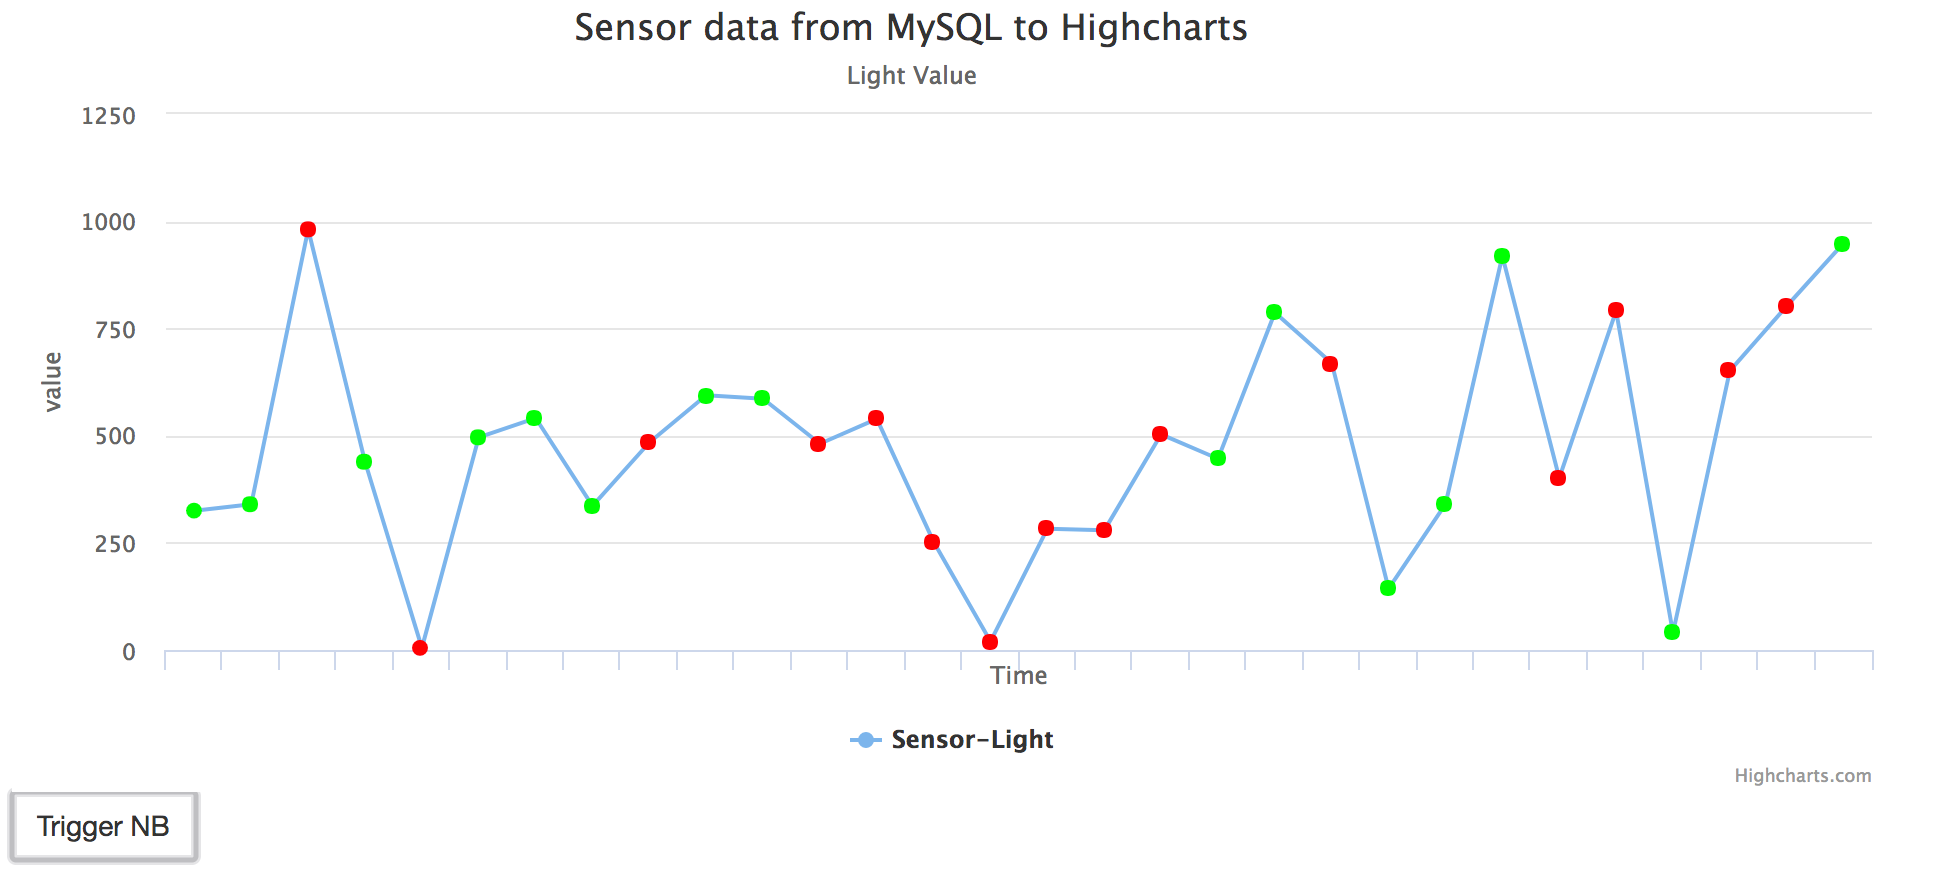 Sensor data from MySQL to Highcharts
Light Value
1250
1000
750
500
250
0
value
Time
Sensor-Light
Highcharts.com
Trigger NB